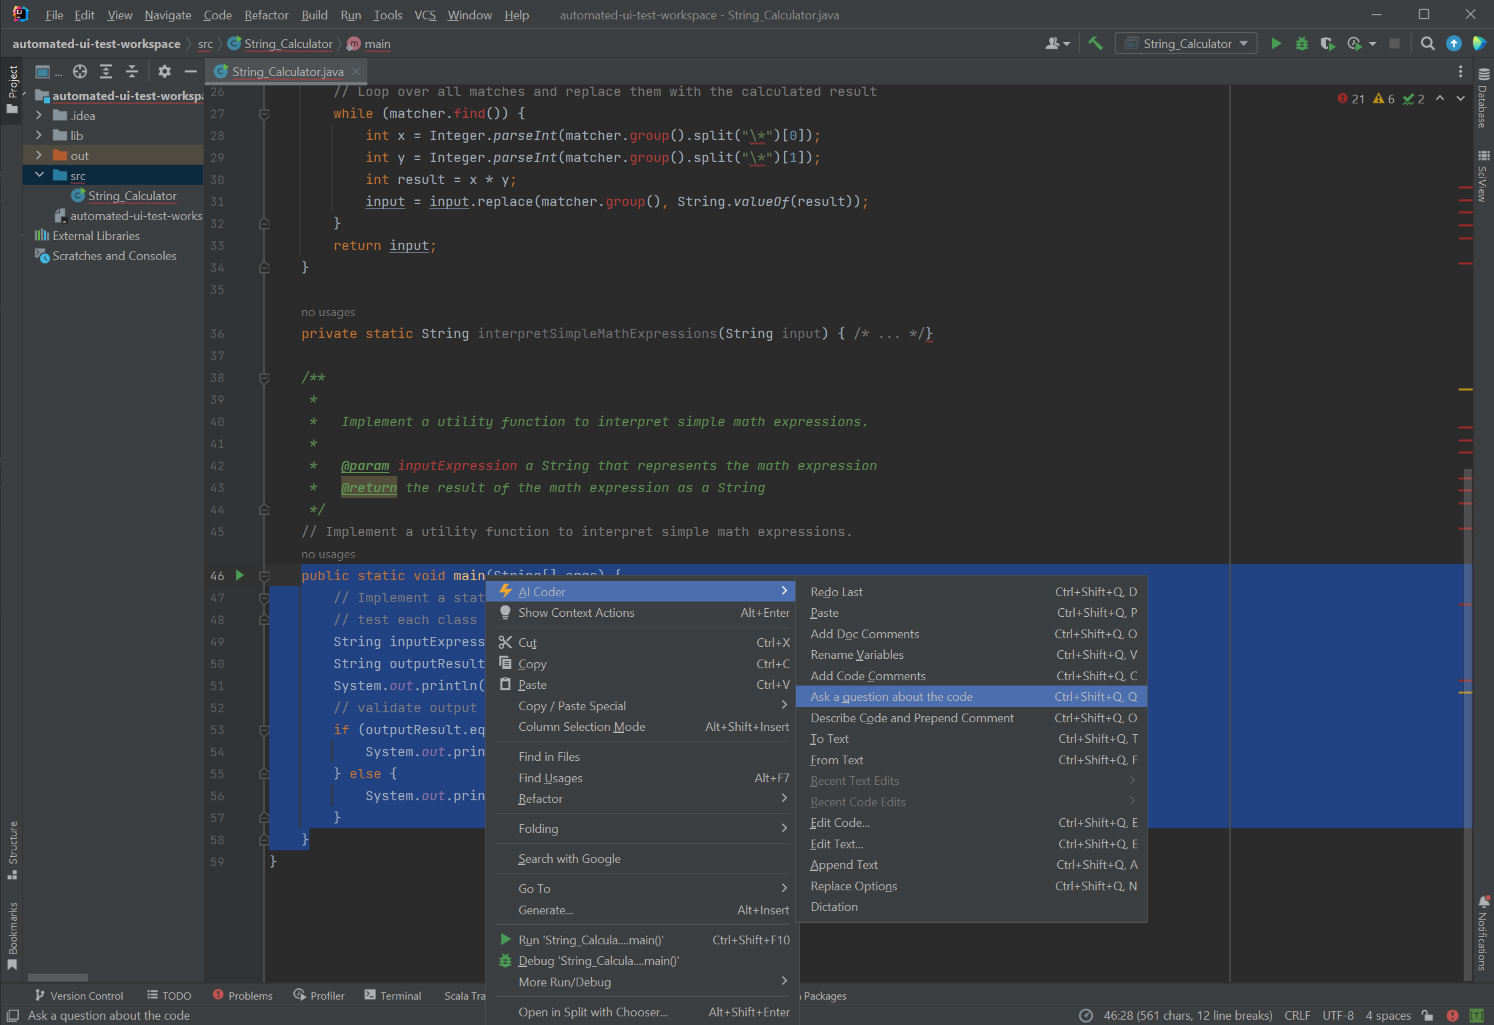 File Edit View Navigate Code Refactor Build Run Tools VCS Window Help automated-ui-test-workspace - String_Calculator.java
automated-ui-test-workspace src String_Calculator main String_Calculator
Project
... String_Calculator.java
automated-ui-test-workspa
.idea
lib
out
src
String_Calculator
automated-ui-test-works
External Libraries
Scratches and Consoles
21 6 2
26 // Loop over all matches and replace them with the calculated result
27 while (matcher.find()) {
28 int x = Integer.parseInt(matcher.group().split("\*")[0]);
29 int y = Integer.parseInt(matcher.group().split("\*")[1]);
30 int result = x * y;
31 input = input.replace(matcher.group(), String.valueOf(result));
32 }
33 return input;
34 }
35
no usages
36 private static String interpretSimpleMathExpressions(String input) { /* ... */}
37
38 /**
39 *
40 * Implement a utility function to interpret simple math expressions.
41 *
42 * @param inputExpression a String that represents the math expression
43 * @return the result of the math expression as a String
44 */
45 // Implement a utility function to interpret simple math expressions.
no usages
46 public static void main(String[] args) {
47 // Implement a stat
48 // test each class
49 String inputExpress
50 String outputResult
51 System.out.println(
52 // validate output
53 if (outputResult.eq
54 System.out.prin
55 } else {
56 System.out.prin
57 }
58 }
59 }
AI Coder
Show Context Actions Alt+Enter
Cut Ctrl+X
Copy Ctrl+C
Paste Ctrl+V
Copy / Paste Special
Column Selection Mode Alt+Shift+Insert
Find in Files
Find Usages Alt+F7
Refactor
Folding
Search with Google
Go To
Generate... Alt+Insert
Run 'String_Calcula....main()' Ctrl+Shift+F10
Debug 'String_Calcula....main()'
More Run/Debug
Open in Split with Chooser... Alt+Shift+Enter
Redo Last Ctrl+Shift+Q, D
Paste Ctrl+Shift+Q, P
Add Doc Comments Ctrl+Shift+Q, O
Rename Variables Ctrl+Shift+Q, V
Add Code Comments Ctrl+Shift+Q, C
Ask a question about the code Ctrl+Shift+Q, Q
Describe Code and Prepend Comment Ctrl+Shift+Q, O
To Text Ctrl+Shift+Q, T
From Text Ctrl+Shift+Q, F
Recent Text Edits
Recent Code Edits
Edit Code... Ctrl+Shift+Q, E
Edit Text... Ctrl+Shift+Q, E
Append Text Ctrl+Shift+Q, A
Replace Options Ctrl+Shift+Q, N
Dictation
Database
SciView
Notifications
Structure
Bookmarks
Version Control TODO Problems Profiler Terminal Scala Tra Packages
Ask a question about the code 46:28 (561 chars, 12 line breaks) CRLF UTF-8 4 spaces